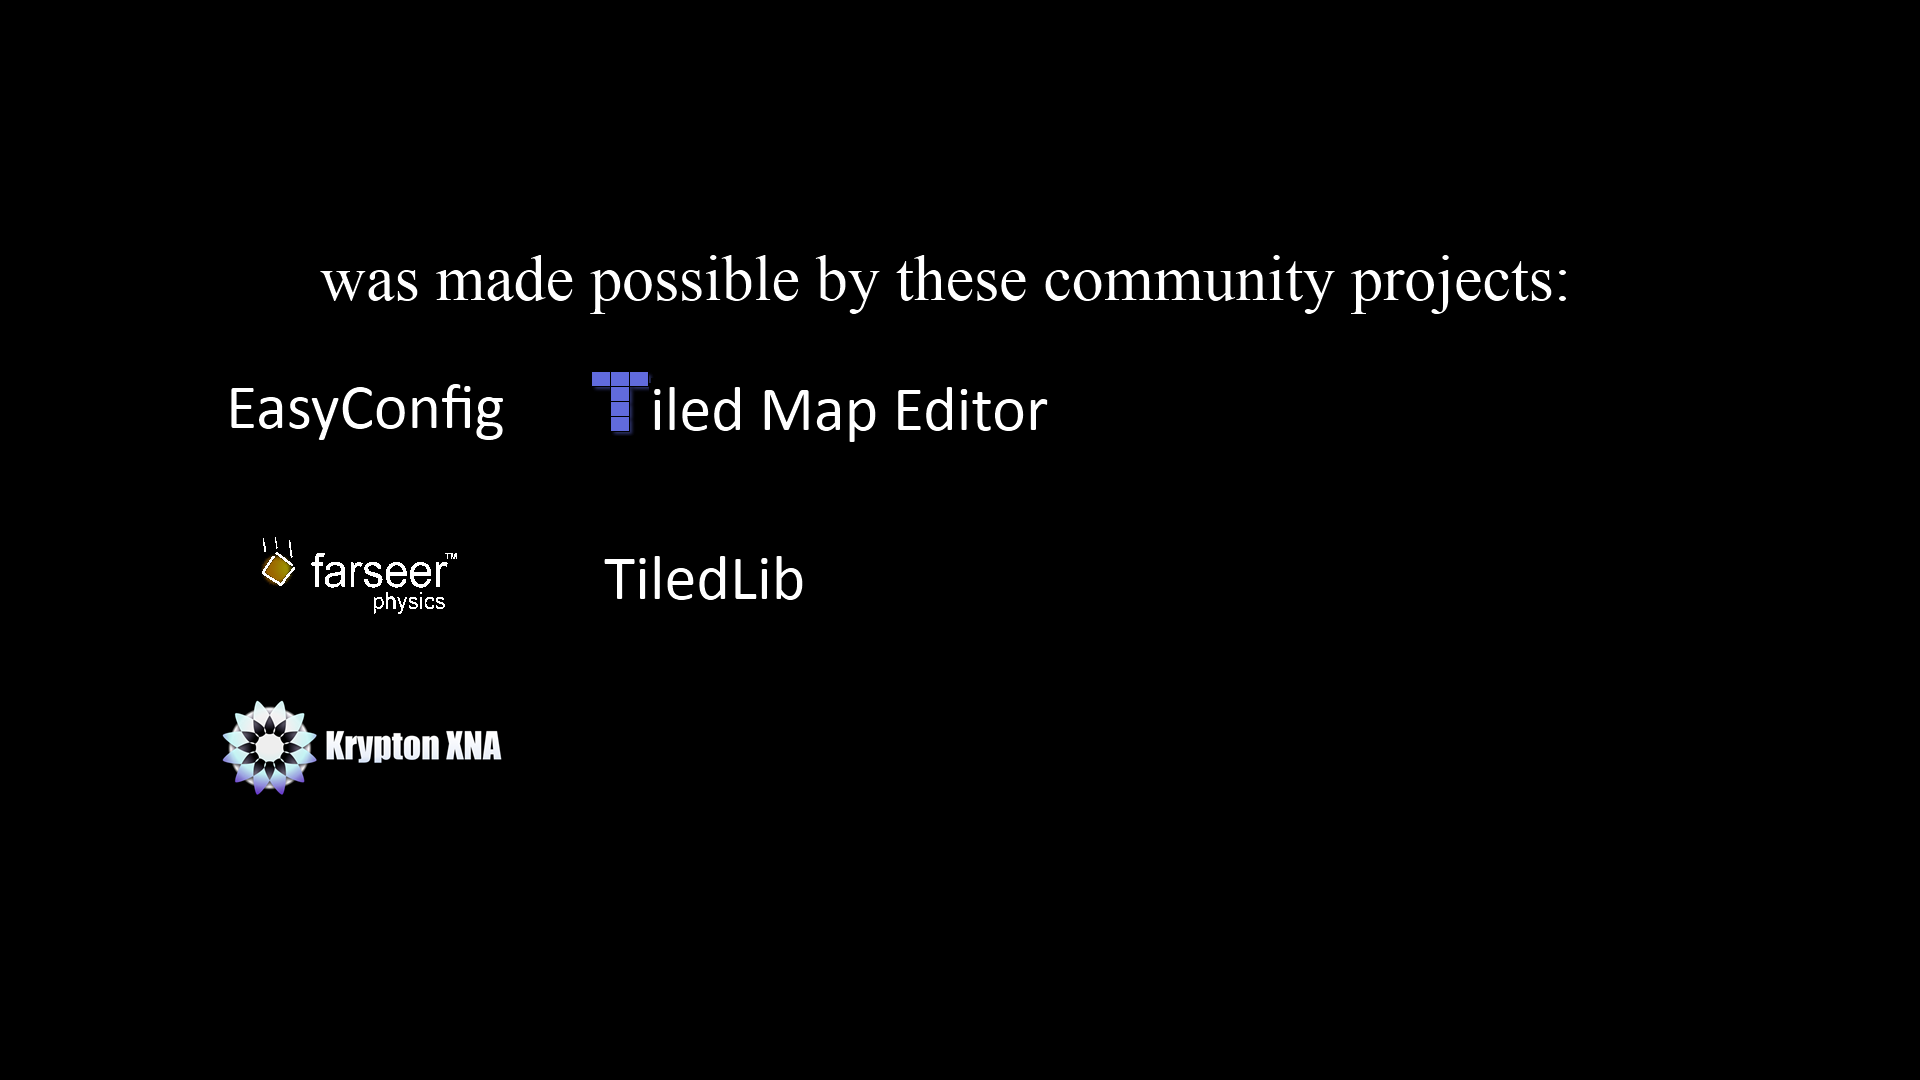 was made possible by these community projects:
EasyConfig
Tiled Map Editor
farseer™
physics
TiledLib
Krypton XNA